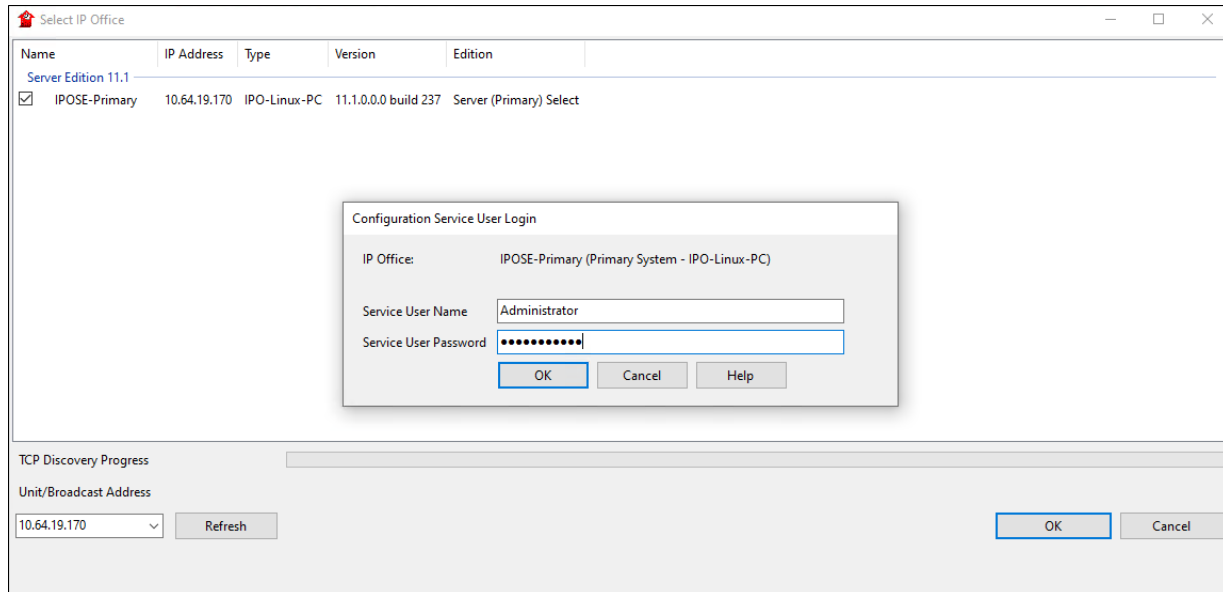 Select IP Office
Name IP Address Type Version Edition
Server Edition 11.1
IPOSE-Primary 10.64.19.170 IPO-Linux-PC 11.1.0.0.0 build 237 Server (Primary) Select
Configuration Service User Login
IP Office: IPOSE-Primary (Primary System - IPO-Linux-PC)
Service User Name Administrator
Service User Password ●●●●●●●●●●●
OK Cancel Help
TCP Discovery Progress
Unit/Broadcast Address
10.64.19.170 Refresh OK Cancel